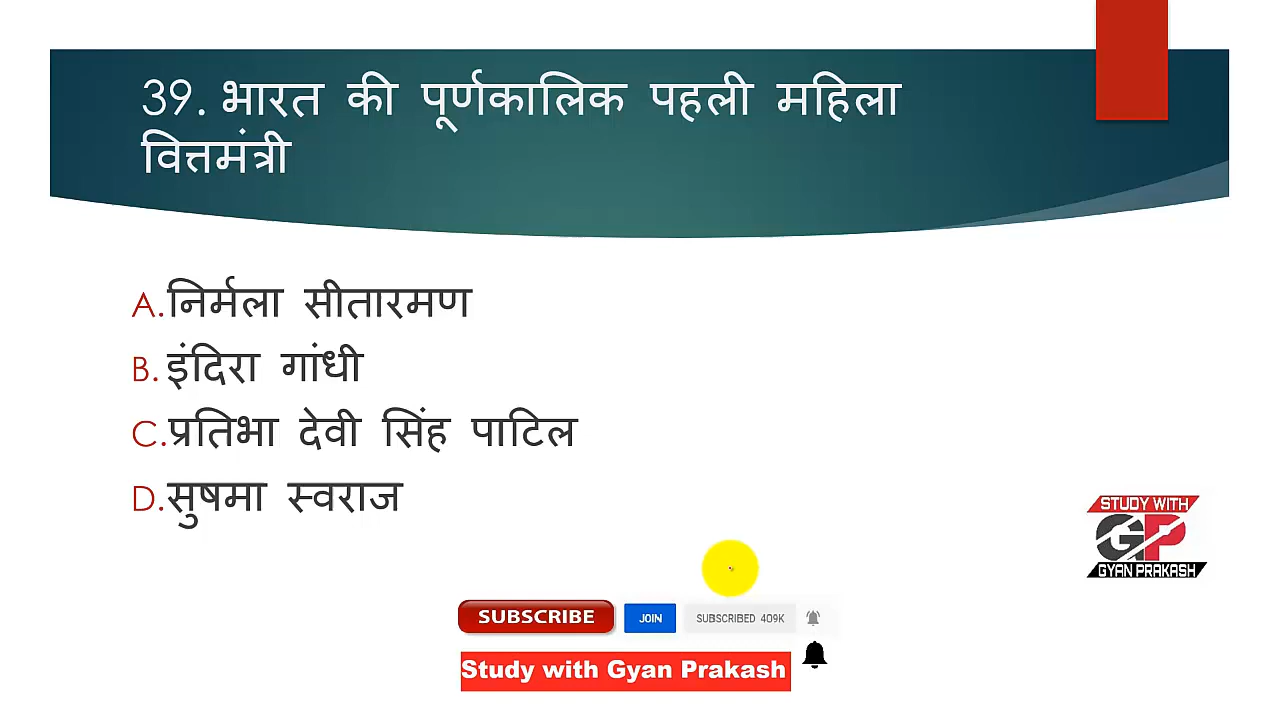 39. भारत की पूर्णकालिक पहली महिला
वित्तमंत्री
A. निर्मला सीतारमण
B. इंदिरा गांधी
C. प्रतिभा देवी सिंह पाटिल
D. सुषमा स्वराज
STUDY WITH
GP
GYAN PRAKASH
SUBSCRIBE JOIN SUBSCRIBED 409K
Study with Gyan Prakash